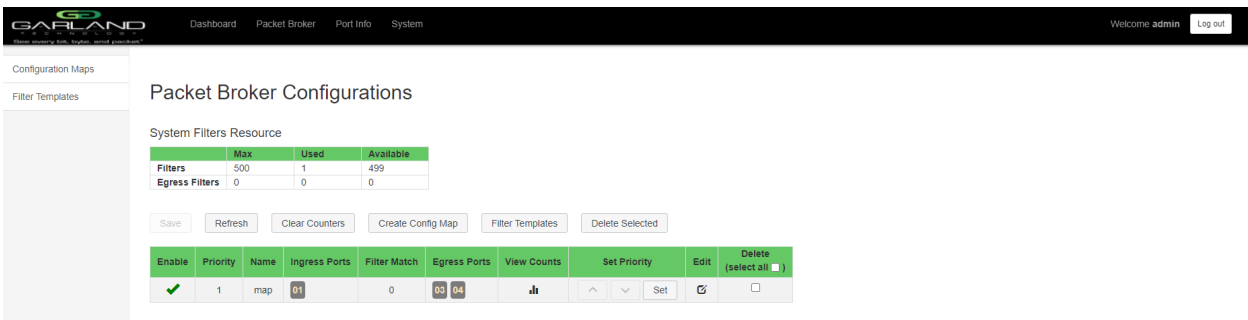 GARLAND
TECHNOLOGY
See every bit, byte, and packet®
Dashboard Packet Broker Port Info System
Welcome admin Log out
Configuration Maps
Filter Templates
Packet Broker Configurations
System Filters Resource
Max Used Available
Filters 500 1 499
Egress Filters 0 0 0
Save Refresh Clear Counters Create Config Map Filter Templates Delete Selected
Enable Priority Name Ingress Ports Filter Match Egress Ports View Counts Set Priority Edit Delete
(select all )
1 map 01 0 03 04 Set